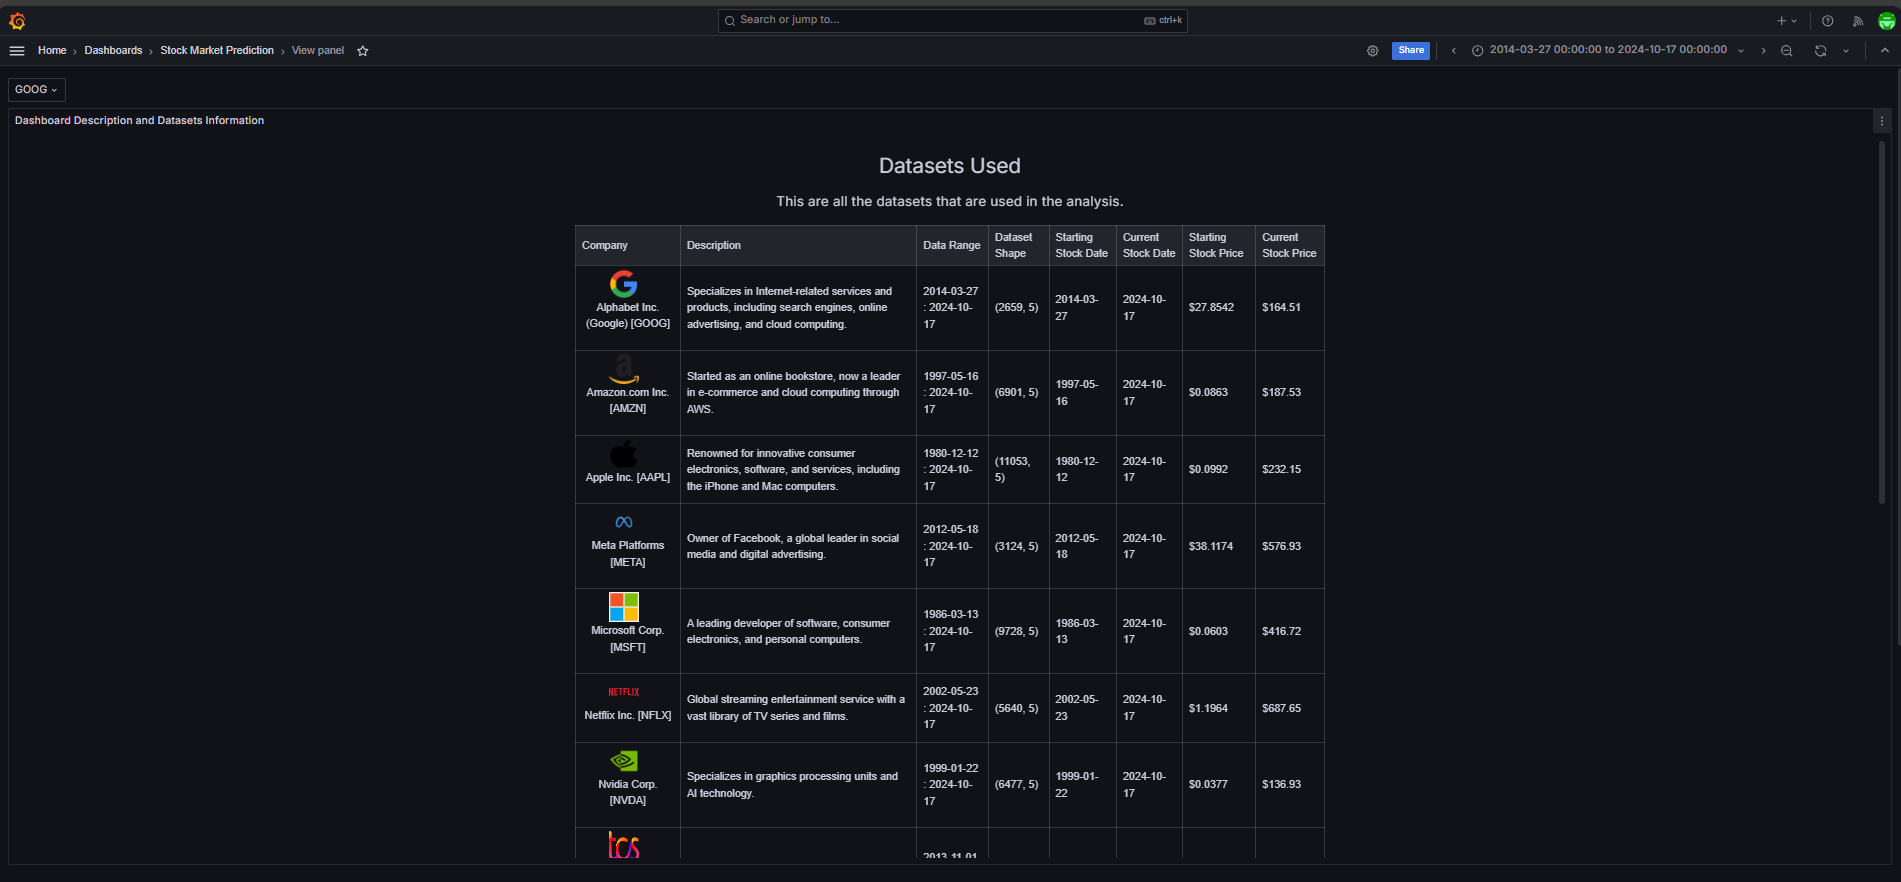 Search or jump to...
ctrl+k
Home › Dashboards › Stock Market Prediction › View panel
Share
2014-03-27 00:00:00 to 2024-10-17 00:00:00
GOOG
Dashboard Description and Datasets Information
Datasets Used
This are all the datasets that are used in the analysis.
Company
Description
Data Range
Dataset
Shape
Starting
Stock Date
Current
Stock Date
Starting
Stock Price
Current
Stock Price
Alphabet Inc.
(Google) [GOOG]
Specializes in Internet-related services and
products, including search engines, online
advertising, and cloud computing.
2014-03-27
: 2024-10-
17
(2659, 5)
2014-03-
27
2024-10-
17
$27.8542
$164.51
Amazon.com Inc.
[AMZN]
Started as an online bookstore, now a leader
in e-commerce and cloud computing through
AWS.
1997-05-16
: 2024-10-
17
(6901, 5)
1997-05-
16
2024-10-
17
$0.0863
$187.53
Apple Inc. [AAPL]
Renowned for innovative consumer
electronics, software, and services, including
the iPhone and Mac computers.
1980-12-12
: 2024-10-
17
(11053,
5)
1980-12-
12
2024-10-
17
$0.0992
$232.15
Meta Platforms
[META]
Owner of Facebook, a global leader in social
media and digital advertising.
2012-05-18
: 2024-10-
17
(3124, 5)
2012-05-
18
2024-10-
17
$38.1174
$576.93
Microsoft Corp.
[MSFT]
A leading developer of software, consumer
electronics, and personal computers.
1986-03-13
: 2024-10-
17
(9728, 5)
1986-03-
13
2024-10-
17
$0.0603
$416.72
NETFLIX
Netflix Inc. [NFLX]
Global streaming entertainment service with a
vast library of TV series and films.
2002-05-23
: 2024-10-
17
(5640, 5)
2002-05-
23
2024-10-
17
$1.1964
$687.65
Nvidia Corp.
[NVDA]
Specializes in graphics processing units and
AI technology.
1999-01-22
: 2024-10-
17
(6477, 5)
1999-01-
22
2024-10-
17
$0.0377
$136.93
tcs
2013-11-01